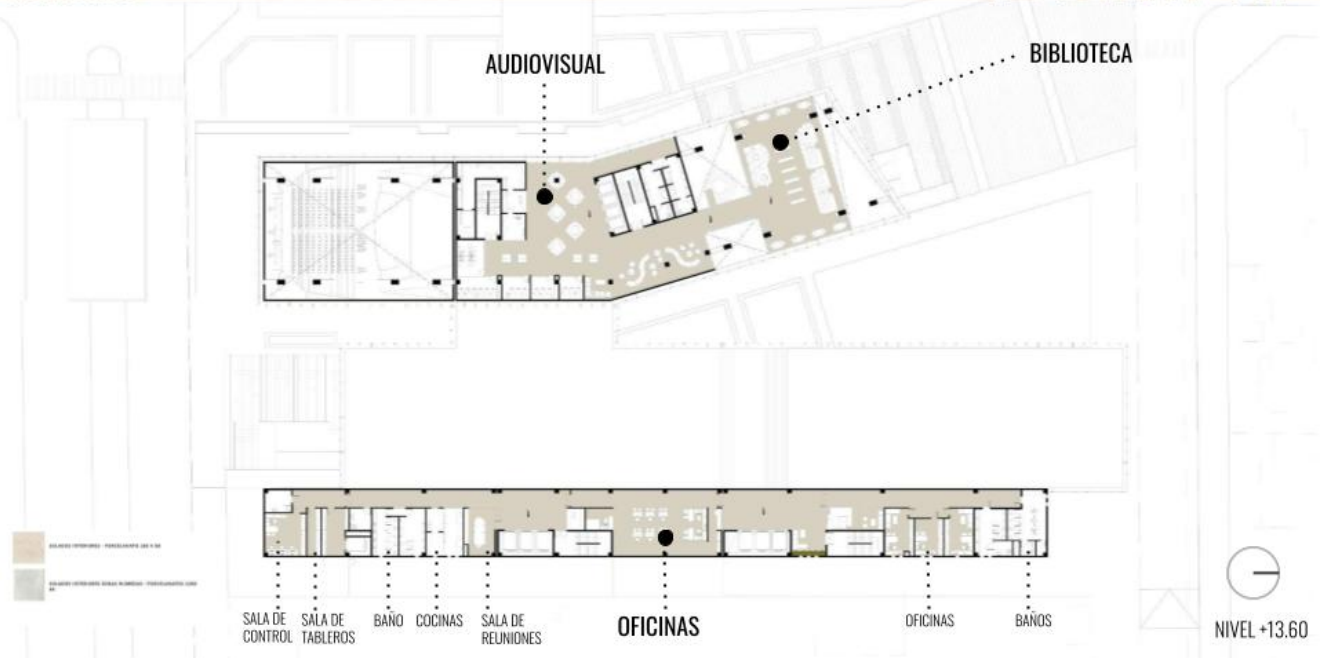 AUDIOVISUAL
BIBLIOTECA
SALA DE
CONTROL
SALA DE
TABLEROS
BAÑO
COCINAS
SALA DE
REUNIONES
OFICINAS
OFICINAS
BAÑOS
NIVEL +13.60